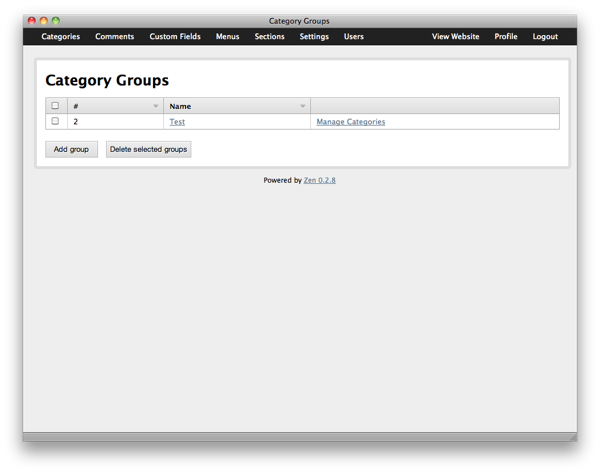 Category Groups
Categories Comments Custom Fields Menus Sections Settings Users View Website Profile Logout
Category Groups
# Name
2 Test Manage Categories
Add group Delete selected groups
Powered by Zen 0.2.8